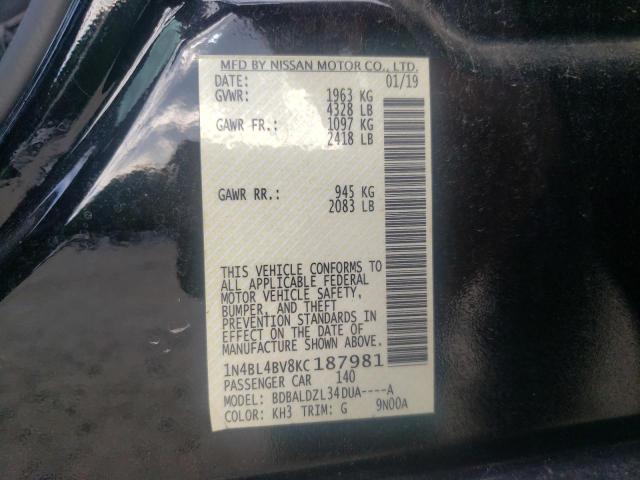 MFD BY NISSAN MOTOR CO., LTD.
DATE: 01/19
GVWR: 1963 KG
4328 LB
GAWR FR.: 1097 KG
2418 LB
GAWR RR.: 945 KG
2083 LB
THIS VEHICLE CONFORMS TO
ALL APPLICABLE FEDERAL
MOTOR VEHICLE SAFETY,
BUMPER, AND THEFT
PREVENTION STANDARDS IN
EFFECT ON THE DATE OF
MANUFACTURE SHOWN ABOVE.
1N4BL4BV8KC187981
PASSENGER CAR 140
MODEL: BDBALDZL34DUA----A
COLOR: KH3 TRIM: G 9N00A